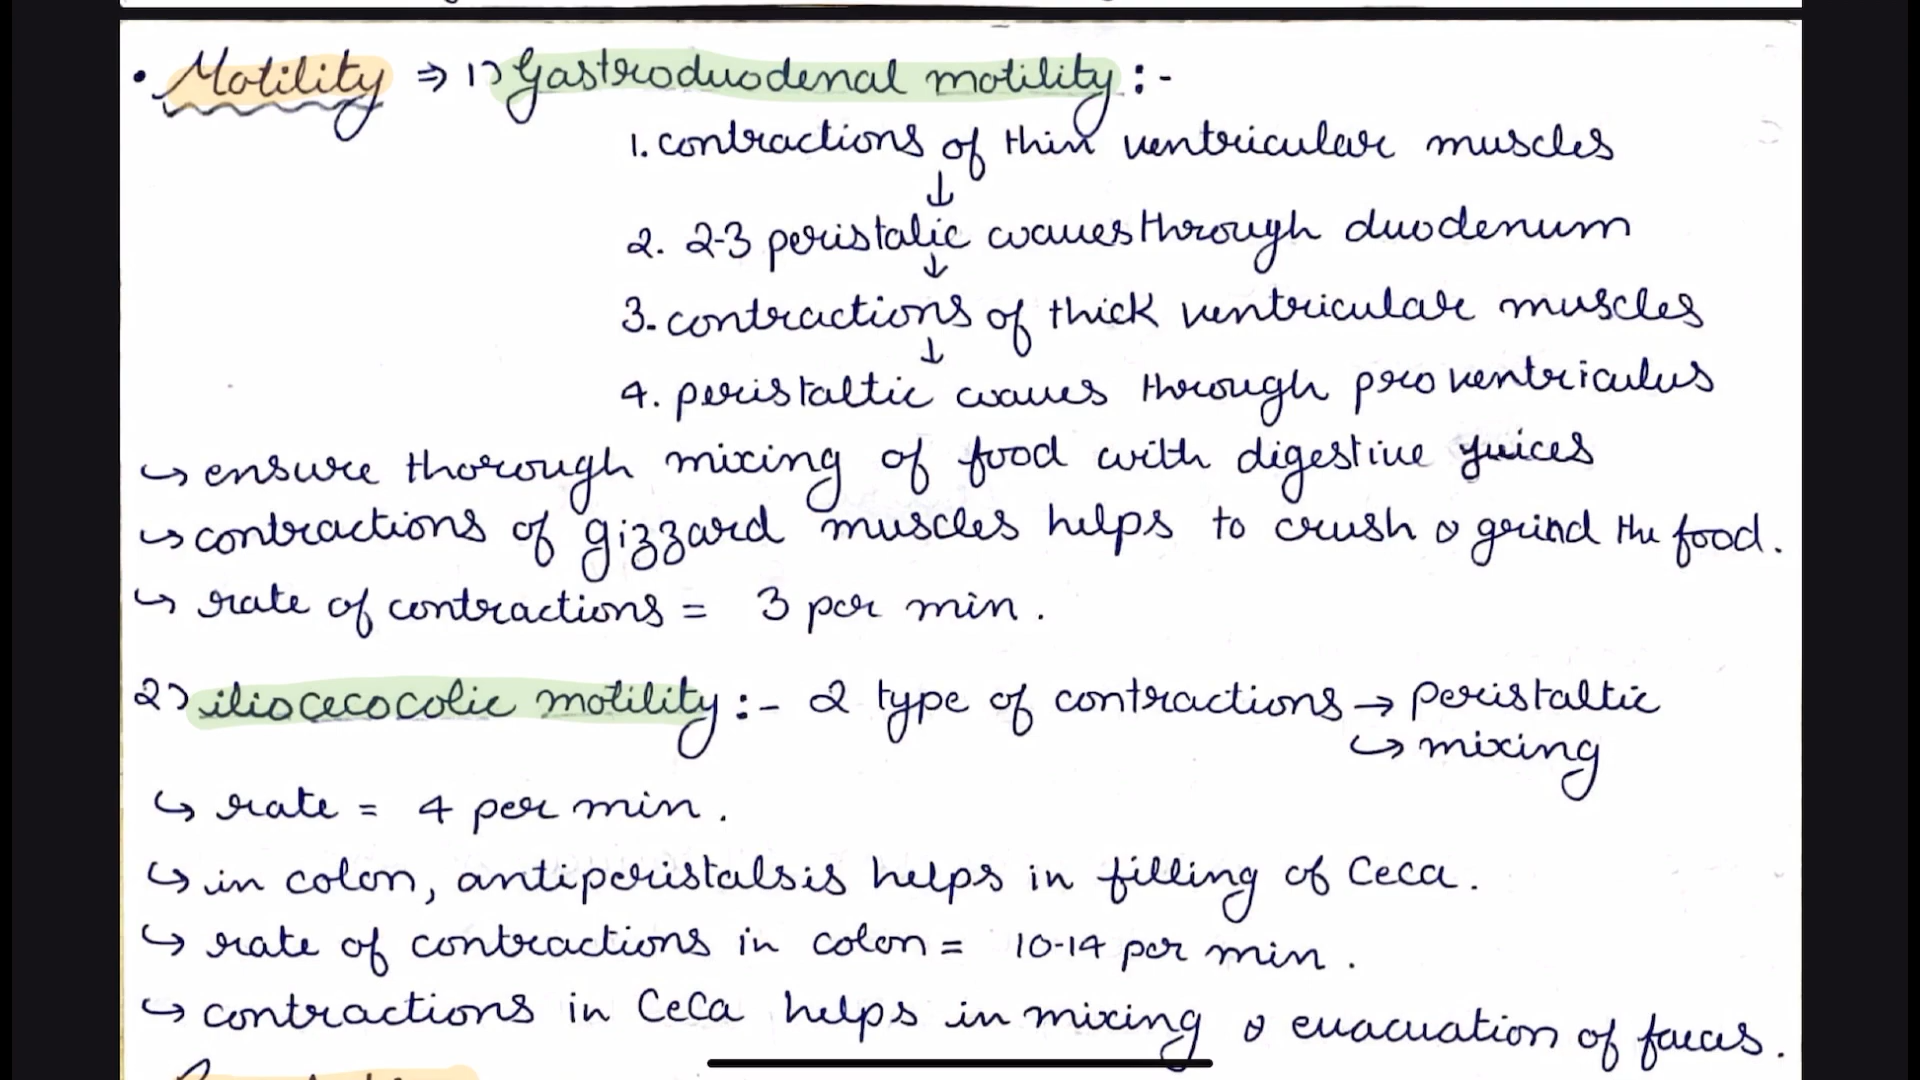 • Motility ⇒ 1) Gastroduodenal motility :-
1. contractions of thin ventricular muscles
↓
2. 2-3 peristalic waves through duodenum
↓
3. contractions of thick ventricular muscles
↓
4. peristaltic waves through proventriculus
↳ ensure thorough mixing of food with digestive juices
↳ contractions of gizzard muscles helps to crush & grind the food.
↳ rate of contractions = 3 per min.
2) iliocecocolic motility :- 2 type of contractions → peristaltic
↳ mixing
↳ rate = 4 per min.
↳ in colon, antiperistalsis helps in filling of Ceca.
↳ rate of contractions in colon = 10-14 per min.
↳ contractions in Ceca helps in mixing & evacuation of faeces.